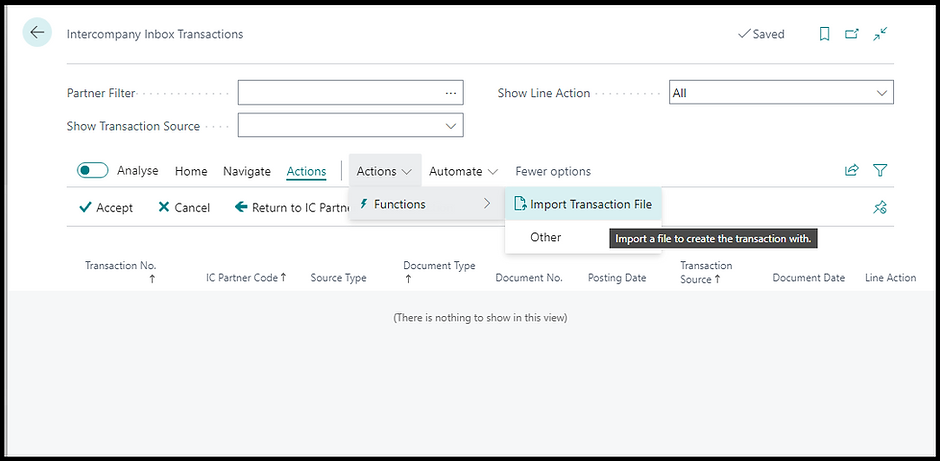 Intercompany Inbox Transactions
Saved
Partner Filter
Show Line Action
All
Show Transaction Source
Analyse Home Navigate Actions Actions Automate Fewer options
Accept Cancel Return to IC Partne Functions Import Transaction File
Other
Import a file to create the transaction with.
Transaction No.
IC Partner Code
Source Type
Document Type
Document No.
Posting Date
Transaction
Source
Document Date
Line Action
(There is nothing to show in this view)